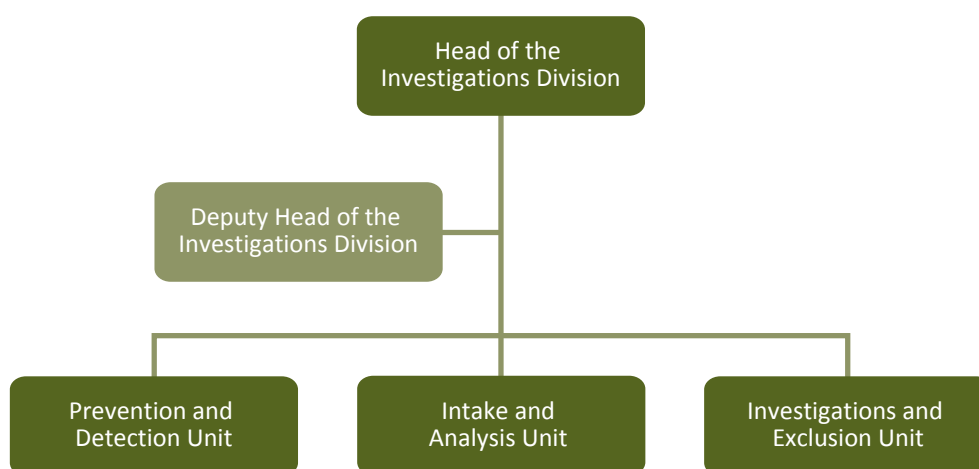 Head of the
Investigations Division
Deputy Head of the
Investigations Division
Prevention and
Detection Unit
Intake and
Analysis Unit
Investigations and
Exclusion Unit